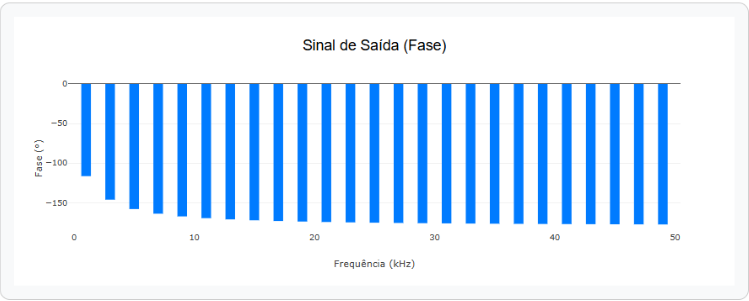 Sinal de Saída (Fase)
0
−50
−100
−150
Fase (°)
0 10 20 30 40 50
Frequência (kHz)